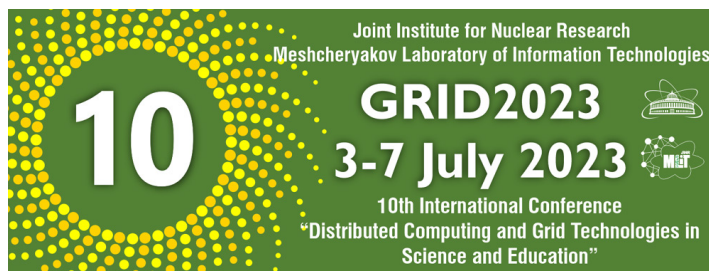 10
Joint Institute for Nuclear Research
Meshcheryakov Laboratory of Information Technologies
GRID2023
3-7 July 2023
MLIT
10th International Conference
“Distributed Computing and Grid Technologies in
Science and Education”